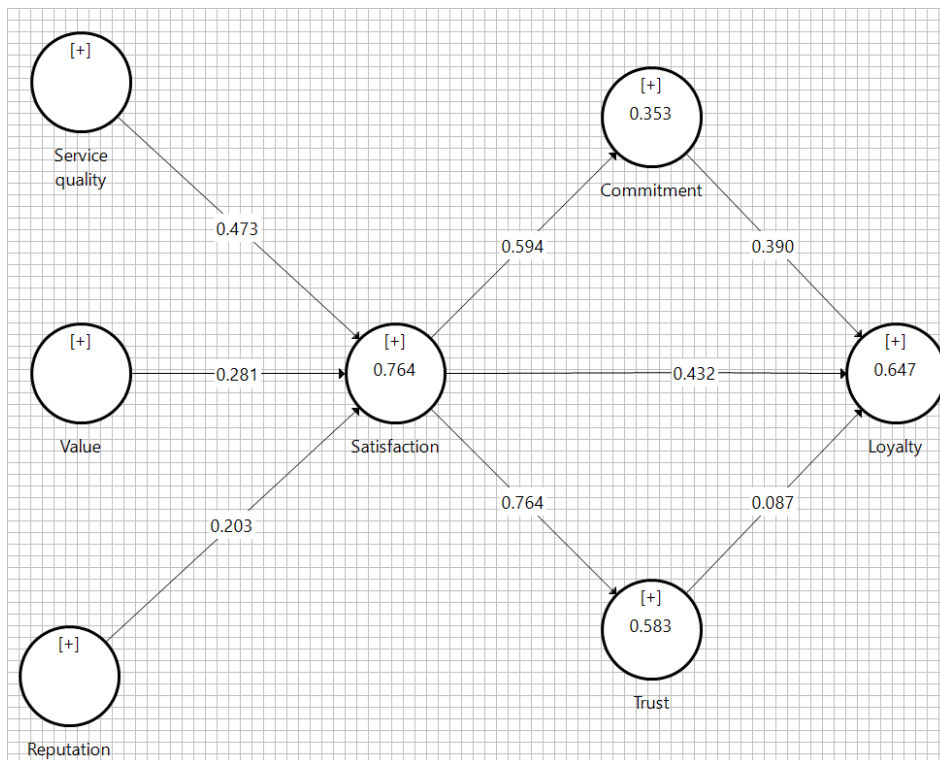 [+]
Service
quality
[+]
0.353
Commitment
0.473
0.594
0.390
[+]
Value
0.281
[+]
0.764
Satisfaction
0.432
[+]
0.647
Loyalty
0.203
0.764
0.087
[+]
Reputation
[+]
0.583
Trust